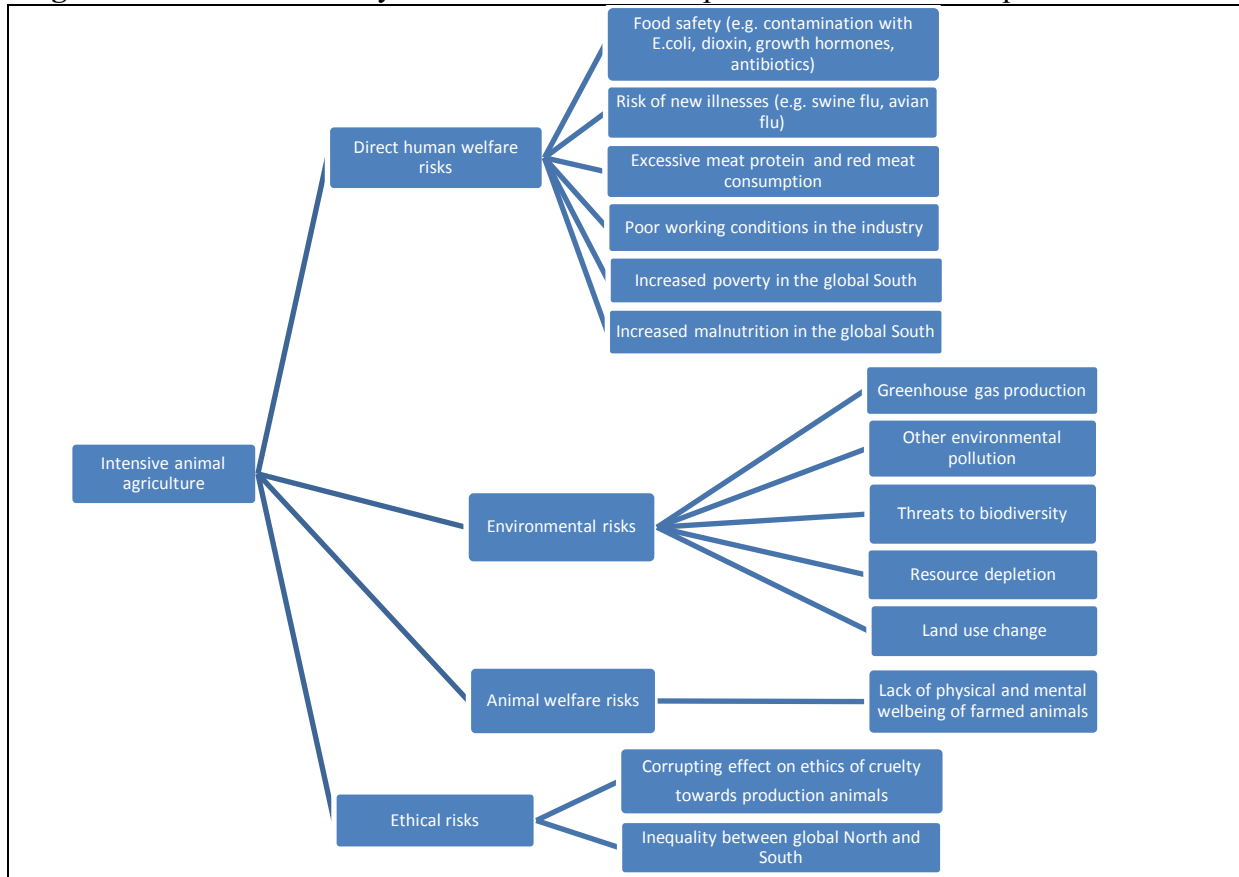 Food safety (e.g. contamination with
E.coli, dioxin, growth hormones,
antibiotics)
Risk of new illnesses (e.g. swine flu, avian
flu)
Direct human welfare
risks
Excessive meat protein and red meat
consumption
Poor working conditions in the industry
Increased poverty in the global South
Increased malnutrition in the global South
Intensive animal
agriculture
Environmental risks
Greenhouse gas production
Other environmental
pollution
Threats to biodiversity
Resource depletion
Land use change
Animal welfare risks
Lack of physical and mental
welbeing of farmed animals
Ethical risks
Corrupting effect on ethics of cruelty
towards production animals
Inequality between global North and
South